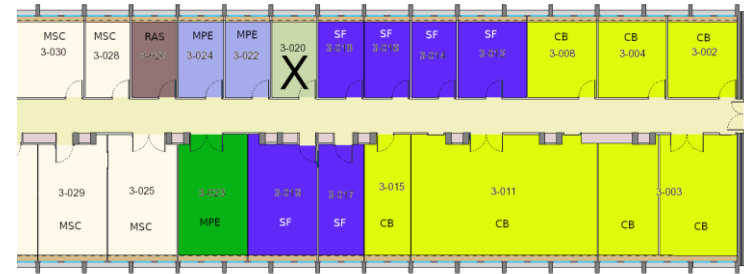 MSC
3-030
MSC
3-028
RAS
MPE
3-024
MPE
3-022
3-020
X
SF
SF
SF
SF
CB
3-008
CB
3-004
CB
3-002
3-029
MSC
3-025
MSC
MPE
SF
SF
3-015
CB
3-011
CB
3-003
CB
CB